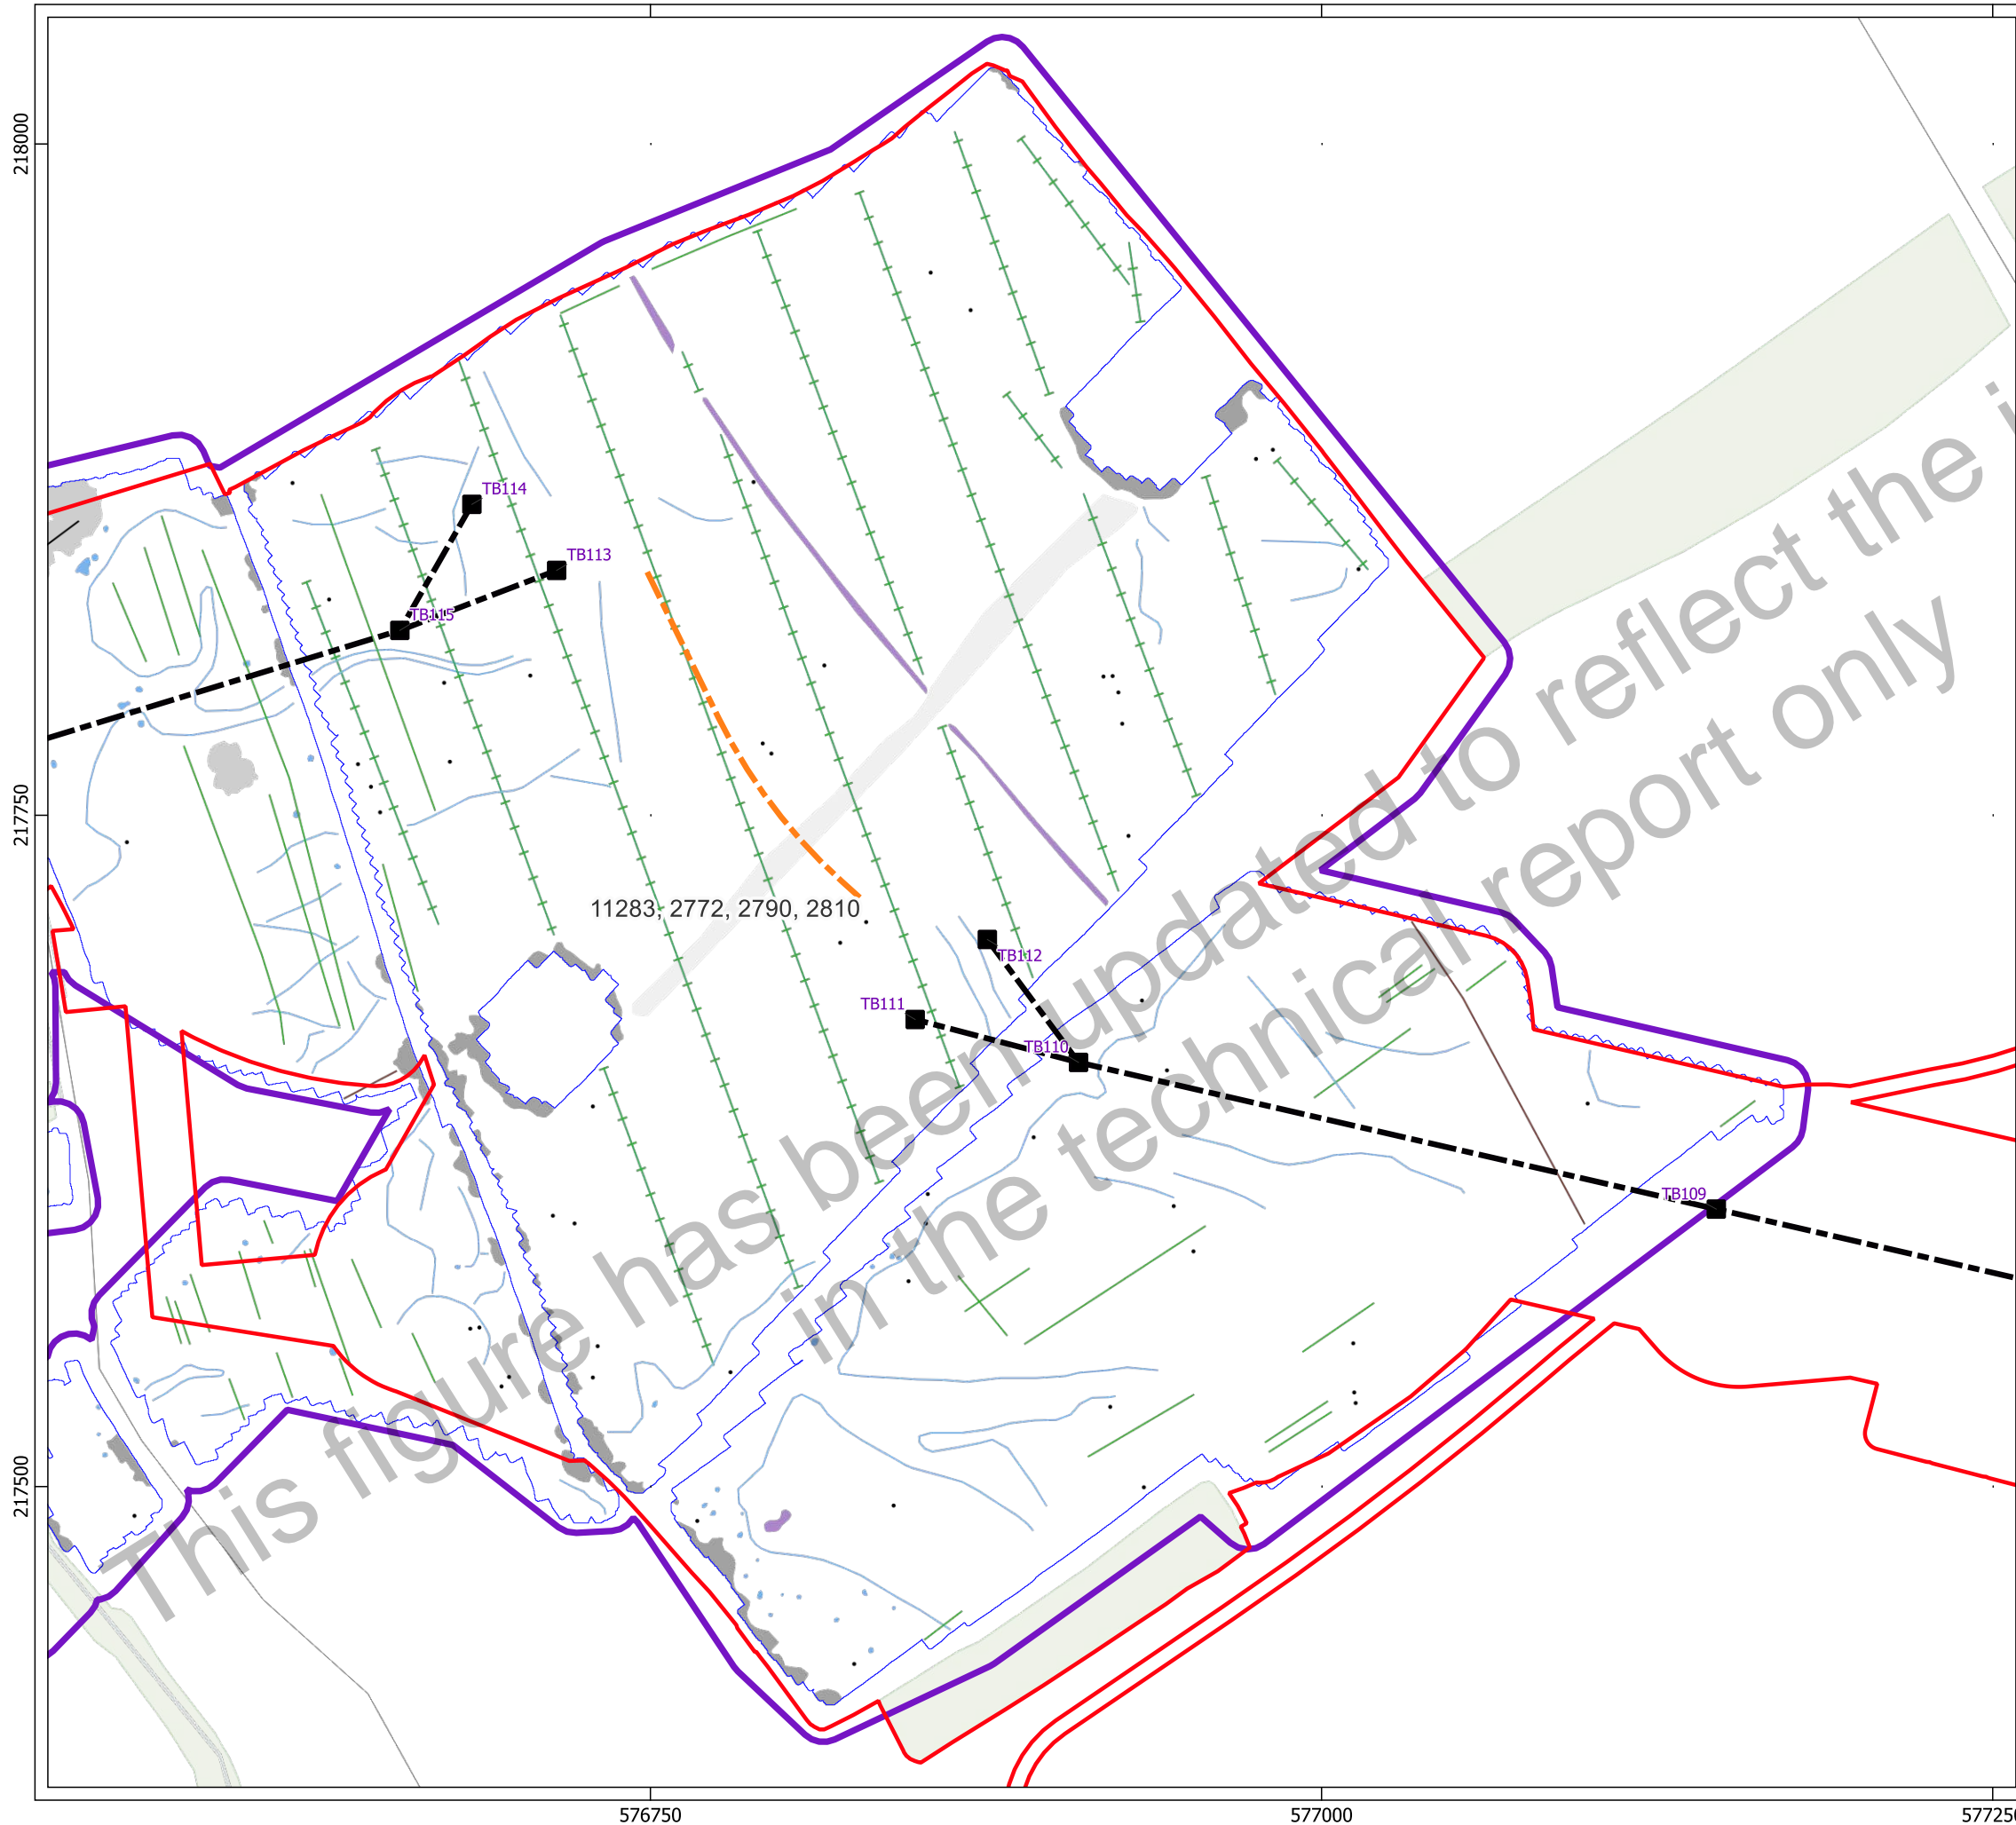 218000
TB114
TB113
TB115
217750
11283, 2772, 2790, 2810
TB112
TB111
TB110
TB109
217500
576750
577000
This figure has been updated to reflect the
in the technical report only